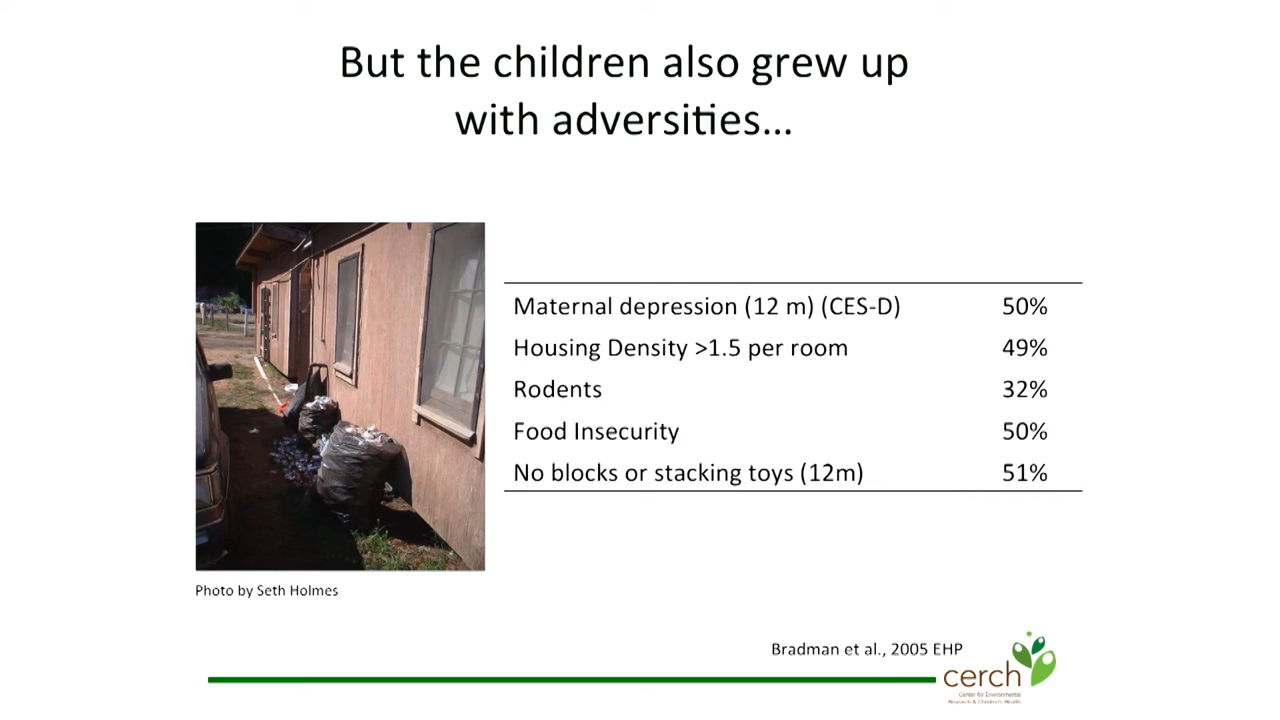 But the children also grew up
with adversities…
Maternal depression (12 m) (CES-D) 50%
Housing Density >1.5 per room 49%
Rodents 32%
Food Insecurity 50%
No blocks or stacking toys (12m) 51%
Photo by Seth Holmes
Bradman et al., 2005 EHP
cerch
Center for Environmental
Research & Children's Health